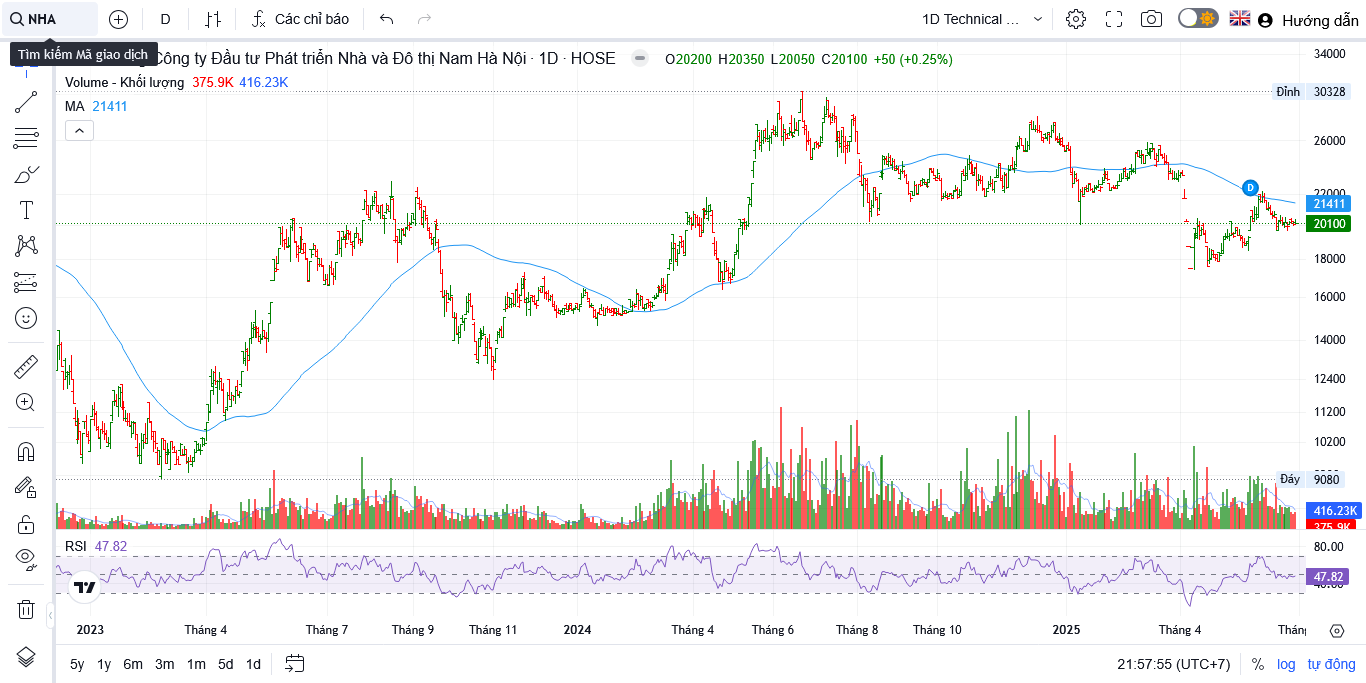 NHA
D
Các chỉ báo
1D Technical ...
Hướng dẫn
Tìm kiếm Mã giao dịch
Công ty Đầu tư Phát triển Nhà và Đô thị Nam Hà Nội · 1D · HOSE
O20200 H20350 L20050 C20100 +50 (+0.25%)
Volume - Khối lượng 375.9K 416.23K
MA 21411
34000
Đỉnh 30328
26000
22000
D
21411
20100
18000
16000
14000
12400
11200
10200
Đáy 9080
416.23K
375.9K
RSI 47.82
80.00
47.82
40.00
2023 Tháng 4 Tháng 7 Tháng 9 Tháng 11 2024 Tháng 4 Tháng 6 Tháng 8 Tháng 10 2025 Tháng 4
5y 1y 6m 3m 1m 5d 1d
21:57:55 (UTC+7) % log tự động